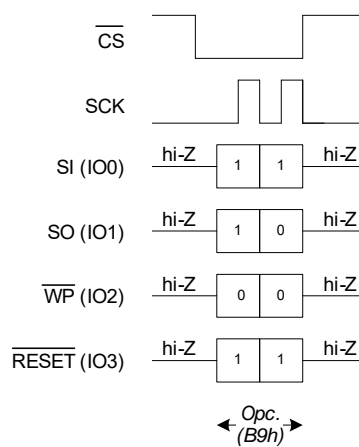 CS
SCK
hi-Z hi-Z
SI (IO0) 1 1
hi-Z hi-Z
SO (IO1) 1 0
hi-Z hi-Z
WP (IO2) 0 0
hi-Z hi-Z
RESET (IO3) 1 1
Opc.
(B9h)